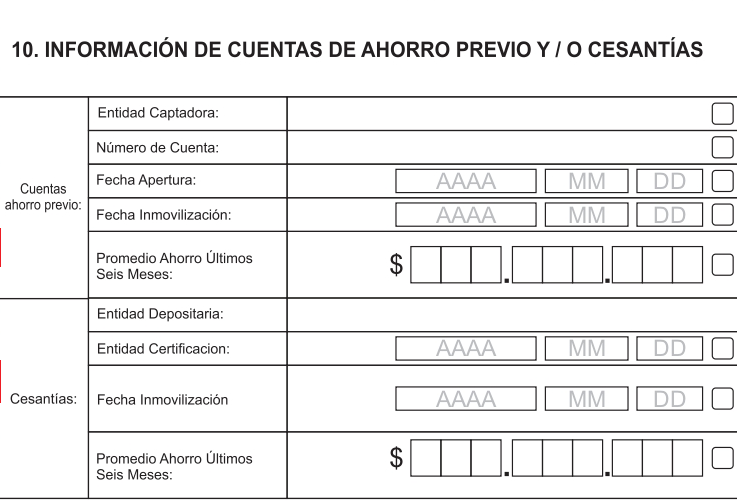 10. INFORMACIÓN DE CUENTAS DE AHORRO PREVIO Y / O CESANTÍAS
Cuentas
ahorro previo:
Entidad Captadora:
Número de Cuenta:
Fecha Apertura: AAAA MM DD
Fecha Inmovilización: AAAA MM DD
Promedio Ahorro Últimos
Seis Meses: $ . .
Cesantías:
Entidad Depositaria:
Entidad Certificacion: AAAA MM DD
Fecha Inmovilización AAAA MM DD
Promedio Ahorro Últimos
Seis Meses: $ . .